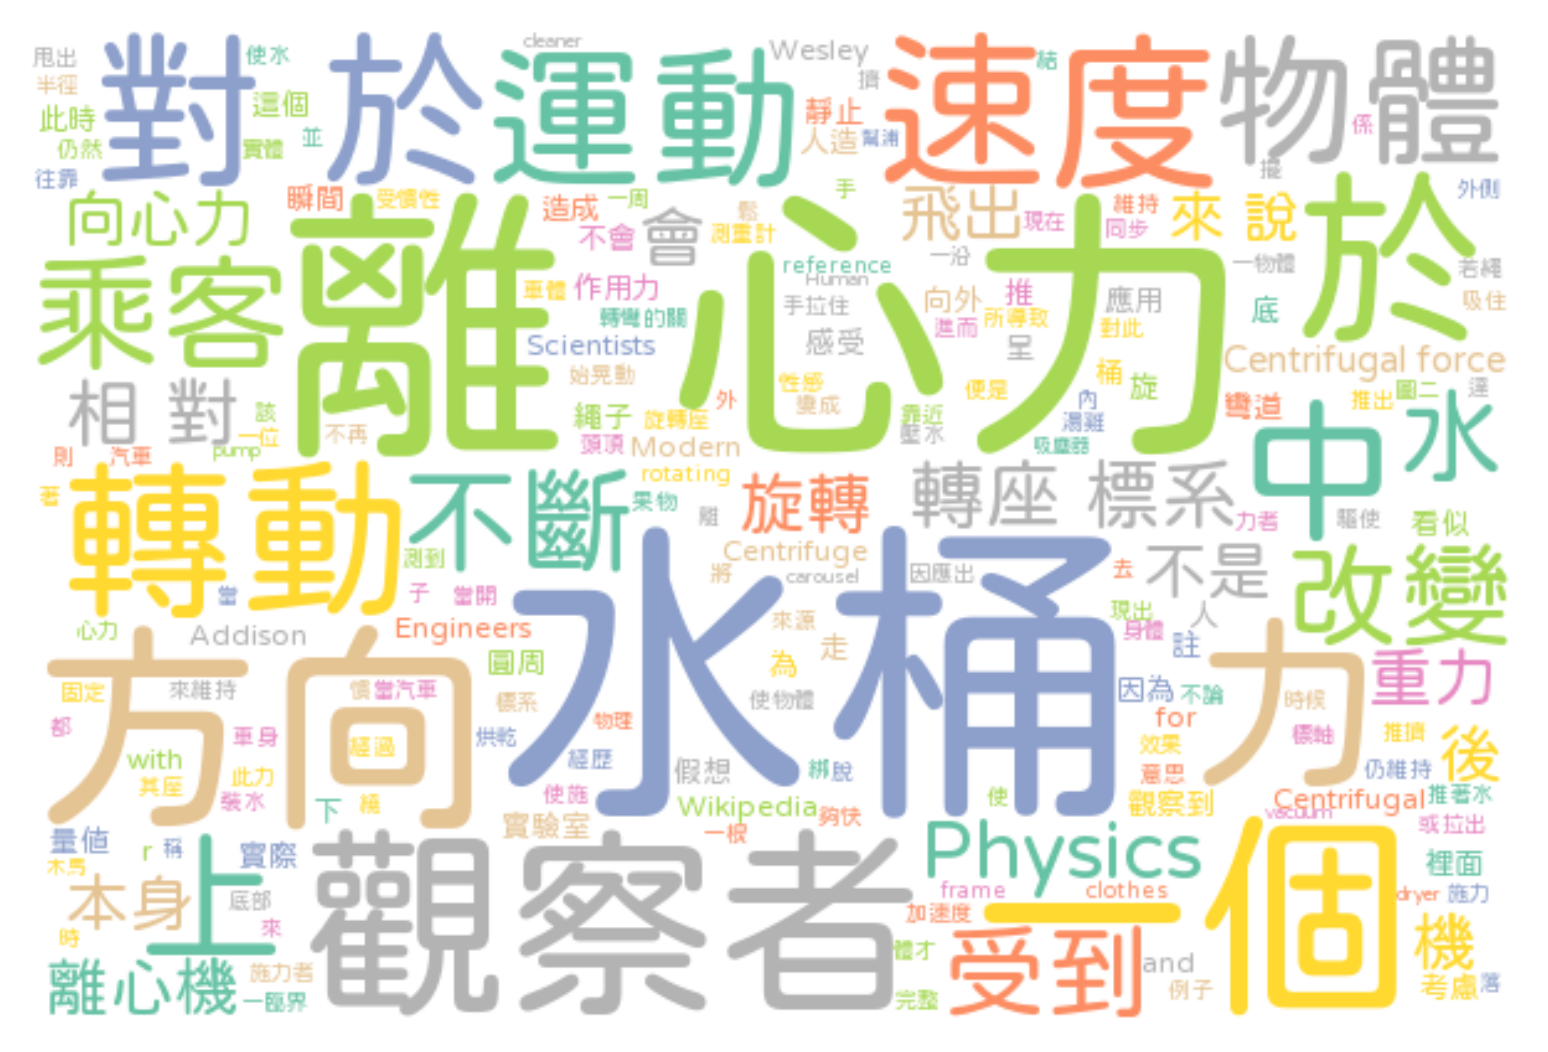 甩出
使水
cleaner
Wesley
結
對於
運動
速度
物體
半徑
此時
這個
並
靜止
擠
人造
幫浦
係
仍然
實體
往靠
擺
外側
向心力
瞬間
受慣性
造成
一周
手
飛出
現在
維持
同步
來說
於
離心力
不會
會
鬆
測重計
乘客
車體
作用力
reference
Human
一沿
一物體
若繩
吸住
轉彎的關
手拉住
向外
推
應用
底
進而
所導致
對此
Scientists
感受
呈
Centrifugal force
始晃動
性感
變成
便是
桶
旋
相對
該
一位
pump
不再
繩子
旋轉座
外
靠近
壓水
內
湯雞
吸塵器
彎道
推出
圖二
達
則
汽車
頭頂
Modern
中
水
著
轉動
不斷
rotating
果物
離
旋轉
轉座標系
力者
驅使
看似
測到
Centrifuge
將
carousel
因應出
去
不是
改變
當
子
當開
水桶
現出
身體
人
心力
Addison
Engineers
來源
走
註
方向
圓周
為
力
重力
固定
來維持
慣
當汽車
標系
使物體
因為
不論
時候
都
車身
物理
for
標軸
推擠
後
經過
烘乾
with
其座
此力
經歷
假想
綁
脫
效果
意思
仍維持
裝水
下
繞
使施
Wikipedia
夠快
使
觀察到
Centrifugal
推著水
vacuum
或拉出
量值
r
稱
實際
實驗室
一根
Physics
個
裡面
木馬
本身
上
底部
觀察者
frame
clothes
dryer
施力
時
來
加速度
一
機
離心機
施力者
一臨界
體才
受到
and
例子
完整
考慮
落